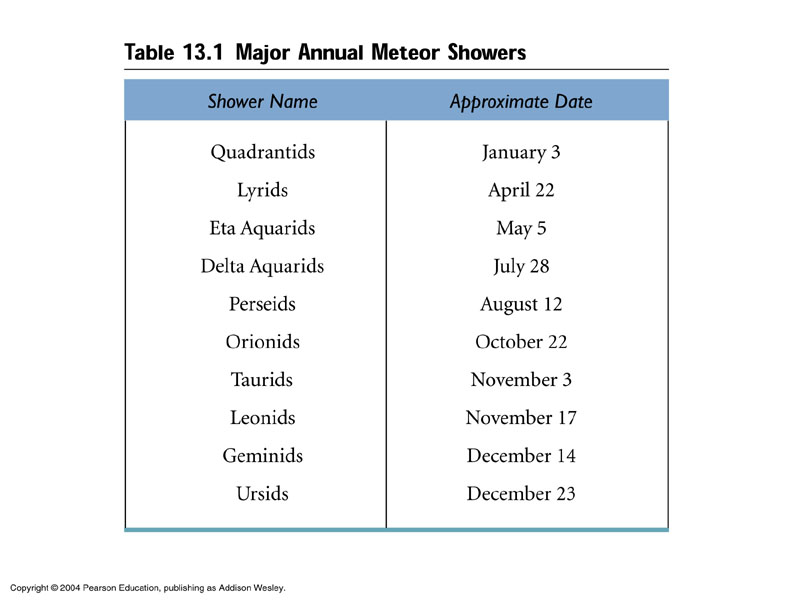 Table 13.1 Major Annual Meteor Showers
Shower Name Approximate Date
Quadrantids January 3
Lyrids April 22
Eta Aquarids May 5
Delta Aquarids July 28
Perseids August 12
Orionids October 22
Taurids November 3
Leonids November 17
Geminids December 14
Ursids December 23
Copyright © 2004 Pearson Education, publishing as Addison Wesley.